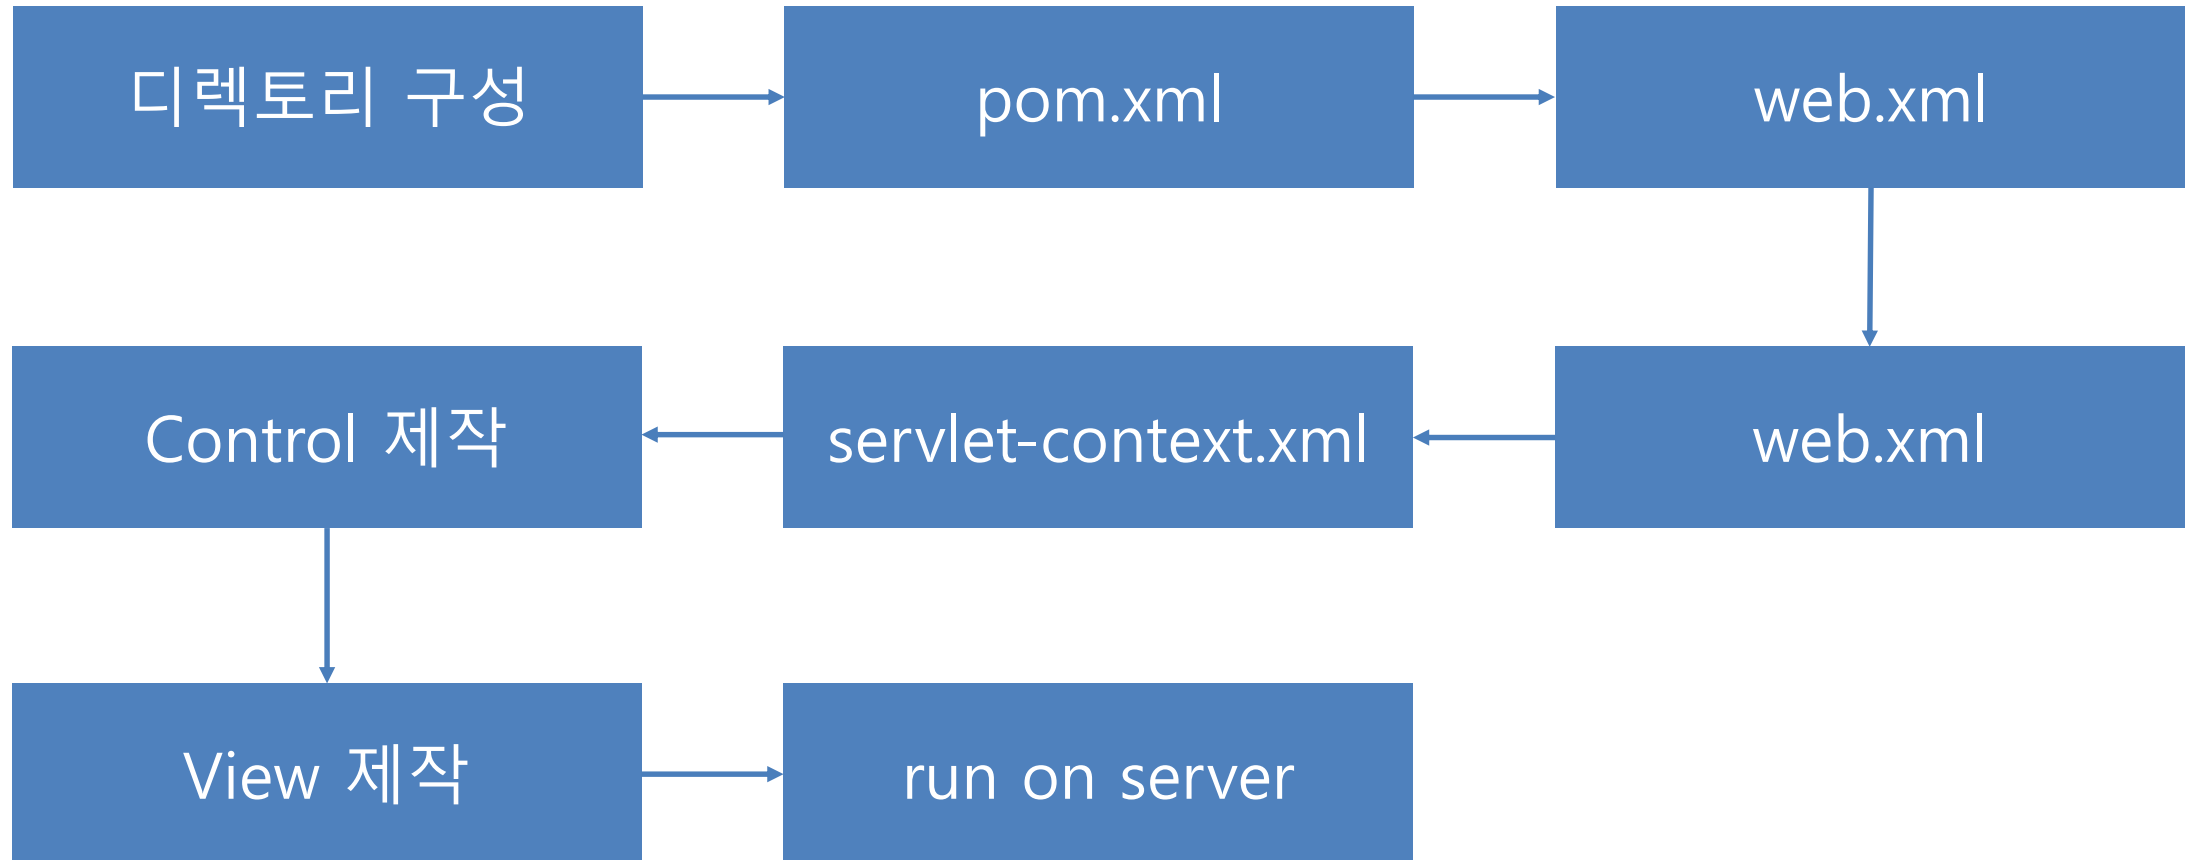 디렉토리 구성
pom.xml
web.xml
web.xml
servlet-context.xml
Control 제작
View 제작
run on server